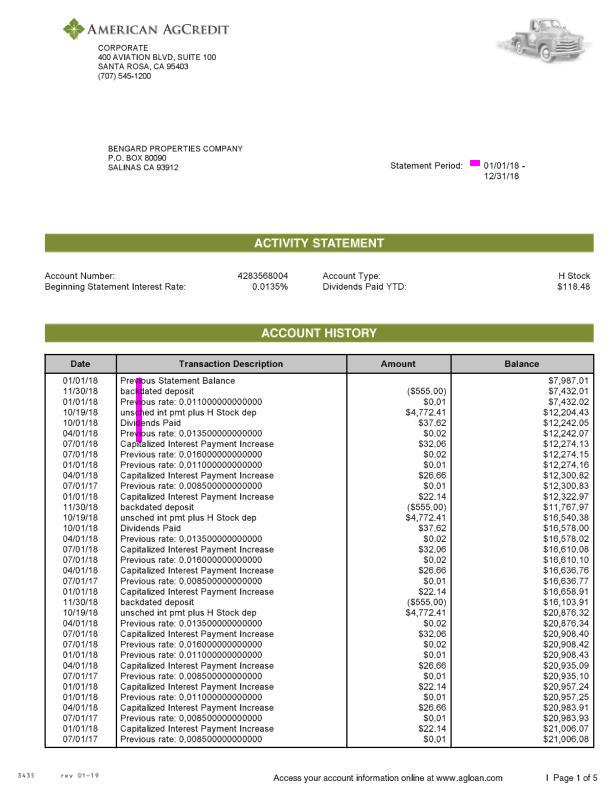 AMERICAN AGCREDIT
CORPORATE
400 AVIATION BLVD, SUITE 100
SANTA ROSA, CA 95403
(707) 545-1200
BENGARD PROPERTIES COMPANY
P.O. BOX 80090
SALINAS CA 93912
Statement Period: 01/01/18 -
12/31/18
ACTIVITY STATEMENT
Account Number: 4283568004 Account Type: H Stock
Beginning Statement Interest Rate: 0.0135% Dividends Paid YTD: $118.48
ACCOUNT HISTORY
Date Transaction Description Amount Balance
01/01/18 Previous Statement Balance $7,987.01
11/30/18 backdated deposit ($555.00) $7,432.01
01/01/18 Previous rate: 0.011000000000000 $0.01 $7,432.02
10/19/18 unsched int pmt plus H Stock dep $4,772.41 $12,204.43
10/01/18 Dividends Paid $37.62 $12,242.05
04/01/18 Previous rate: 0.013500000000000 $0.02 $12,242.07
07/01/18 Capitalized Interest Payment Increase $32.06 $12,274.13
07/01/18 Previous rate: 0.016000000000000 $0.02 $12,274.15
01/01/18 Previous rate: 0.011000000000000 $0.01 $12,274.16
04/01/18 Capitalized Interest Payment Increase $26.66 $12,300.82
07/01/17 Previous rate: 0.008500000000000 $0.01 $12,300.83
01/01/18 Capitalized Interest Payment Increase $22.14 $12,322.97
11/30/18 backdated deposit ($555.00) $11,767.97
10/19/18 unsched int pmt plus H Stock dep $4,772.41 $16,540.38
10/01/18 Dividends Paid $37.62 $16,578.00
04/01/18 Previous rate: 0.013500000000000 $0.02 $16,578.02
07/01/18 Capitalized Interest Payment Increase $32.06 $16,610.08
07/01/18 Previous rate: 0.016000000000000 $0.02 $16,610.10
04/01/18 Capitalized Interest Payment Increase $26.66 $16,636.76
07/01/17 Previous rate: 0.008500000000000 $0.01 $16,636.77
01/01/18 Capitalized Interest Payment Increase $22.14 $16,658.91
11/30/18 backdated deposit ($555.00) $16,103.91
10/19/18 unsched int pmt plus H Stock dep $4,772.41 $20,876.32
04/01/18 Previous rate: 0.013500000000000 $0.02 $20,876.34
07/01/18 Capitalized Interest Payment Increase $32.06 $20,908.40
07/01/18 Previous rate: 0.016000000000000 $0.02 $20,908.42
01/01/18 Previous rate: 0.011000000000000 $0.01 $20,908.43
04/01/18 Capitalized Interest Payment Increase $26.66 $20,935.09
07/01/17 Previous rate: 0.008500000000000 $0.01 $20,935.10
01/01/18 Capitalized Interest Payment Increase $22.14 $20,957.24
01/01/18 Previous rate: 0.011000000000000 $0.01 $20,957.25
04/01/18 Capitalized Interest Payment Increase $26.66 $20,983.91
07/01/17 Previous rate: 0.008500000000000 $0.01 $20,983.93
01/01/18 Capitalized Interest Payment Increase $22.14 $21,006.07
07/01/17 Previous rate: 0.008500000000000 $0.01 $21,006.08
3435 rev 01-19 Access your account information online at www.agloan.com | Page 1 of 5